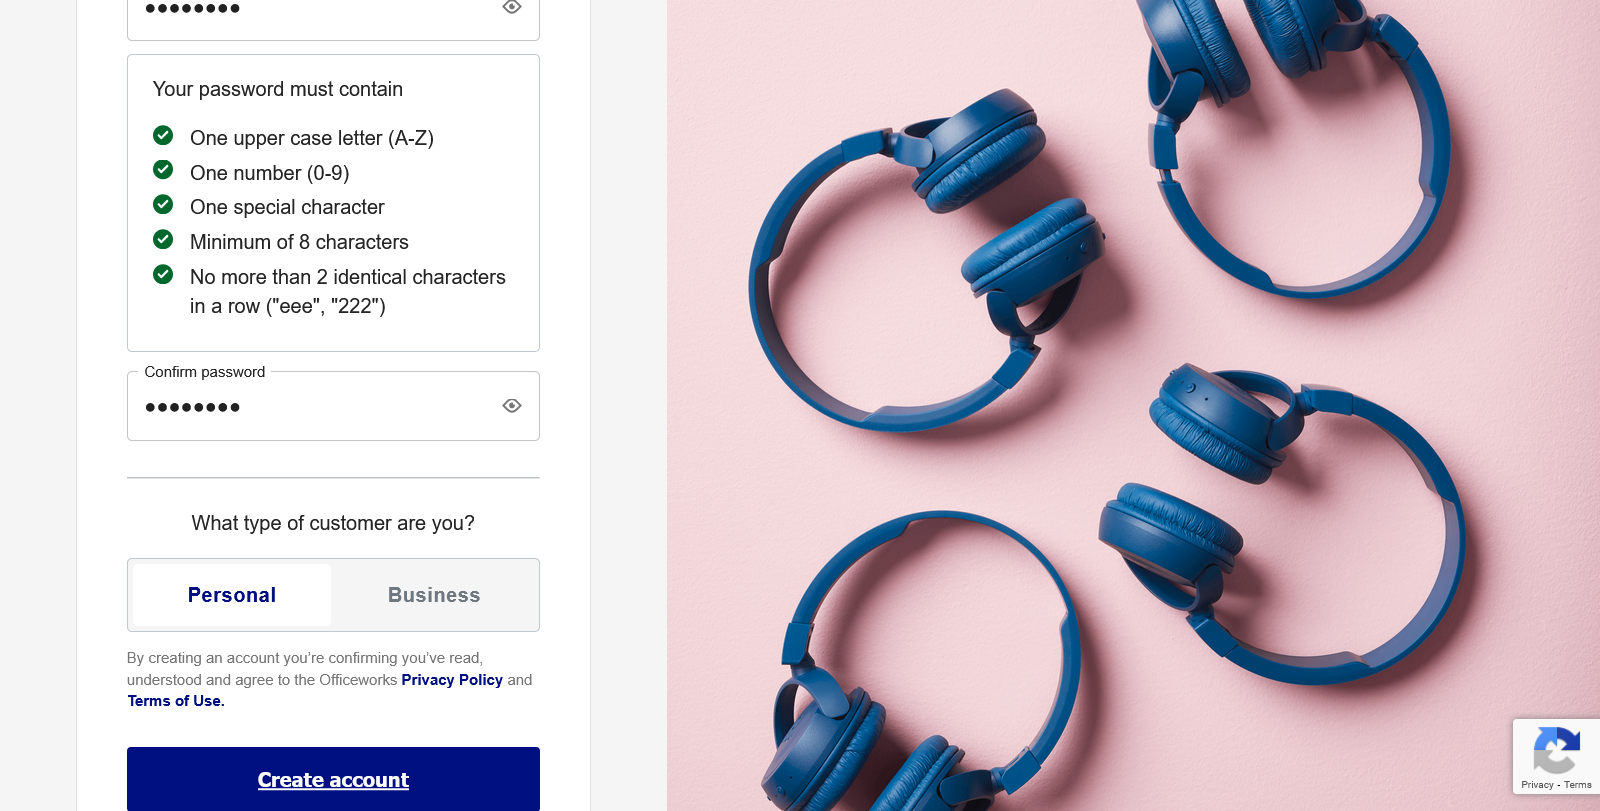 Your password must contain
One upper case letter (A-Z)
One number (0-9)
One special character
Minimum of 8 characters
No more than 2 identical characters
in a row ("eee", "222")
Confirm password
What type of customer are you?
Personal Business
By creating an account you’re confirming you’ve read,
understood and agree to the Officeworks Privacy Policy and
Terms of Use.
Create account
Privacy - Terms